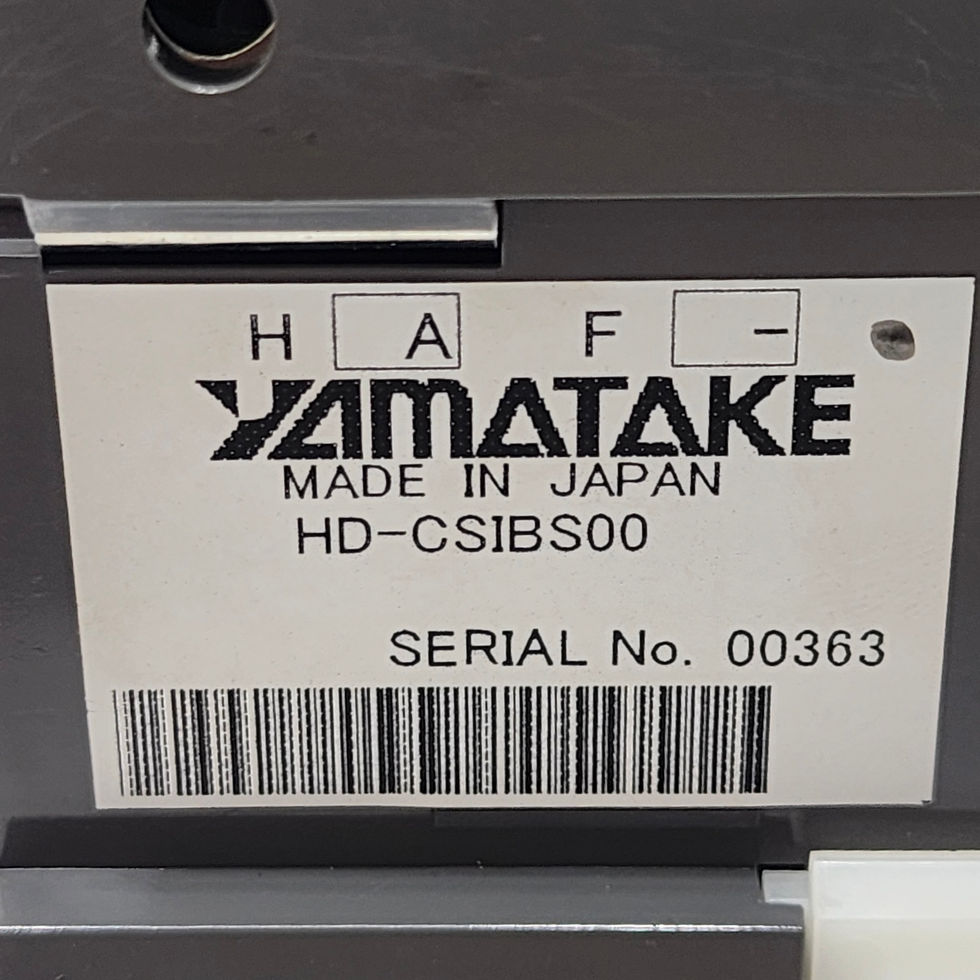 H A F -
YAMATAKE
MADE IN JAPAN
HD-CSIBS00
SERIAL No. 00363